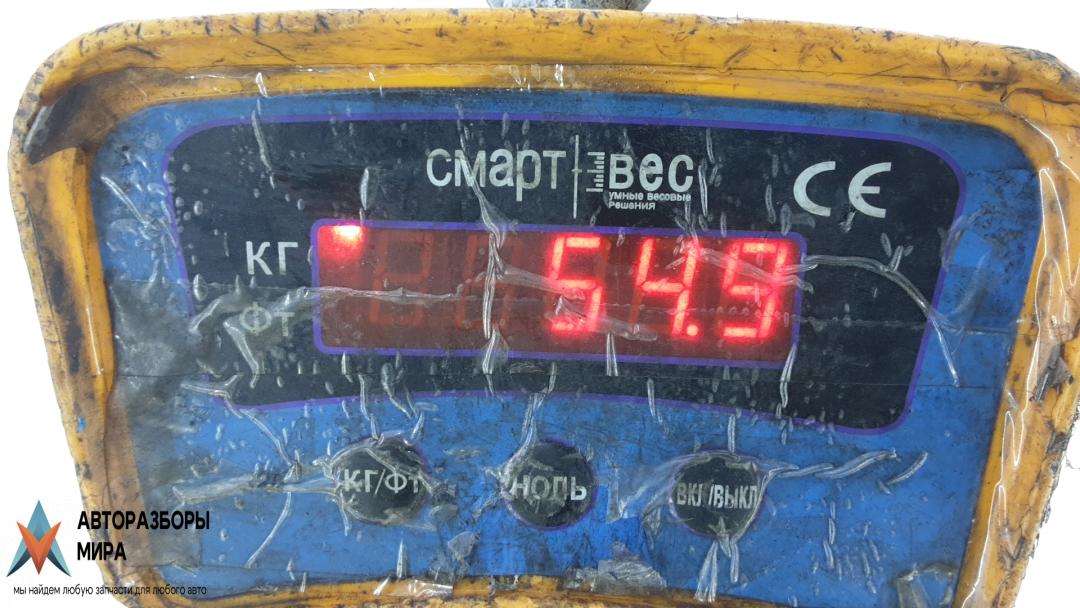 смарт вес
умные весовые
решения
CE
КГ
Фт
54.9
КГ/Фт
НОЛЬ
ВКЛ/ВЫКЛ
АВТОРАЗБОРЫ
МИРА
мы найдем любую запчасти для любого авто